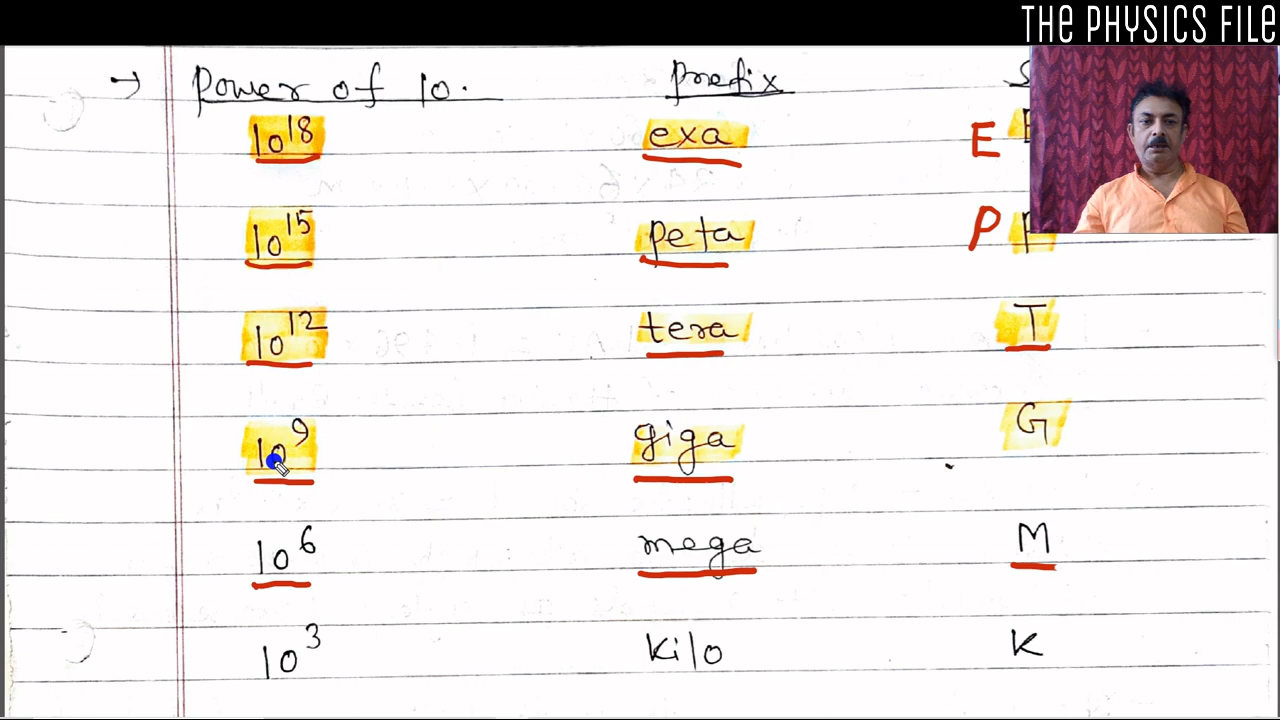 THE PHYSICS FILE
→ Power of 10. prefix S
10^18 exa E E
10^15 peta P P
10^12 tera T
10^9 giga G
10^6 mega M
10^3 Kilo K